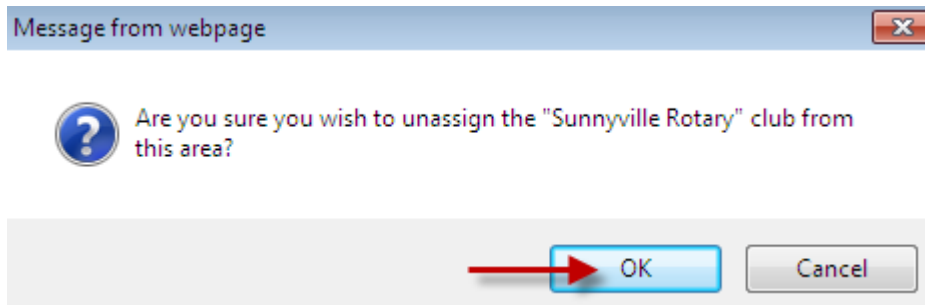 Message from webpage
Are you sure you wish to unassign the "Sunnyville Rotary" club from
this area?
OK
Cancel